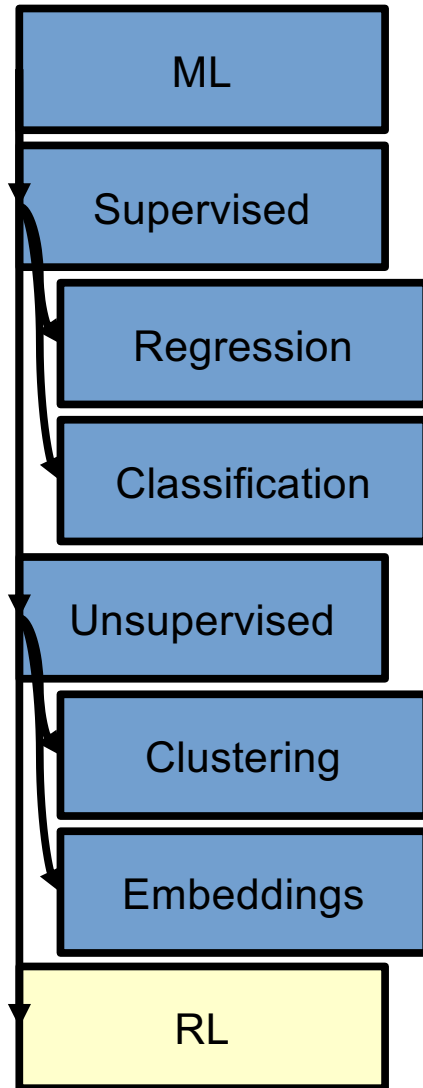 ML
Supervised
Regression
Classification
Unsupervised
Clustering
Embeddings
RL